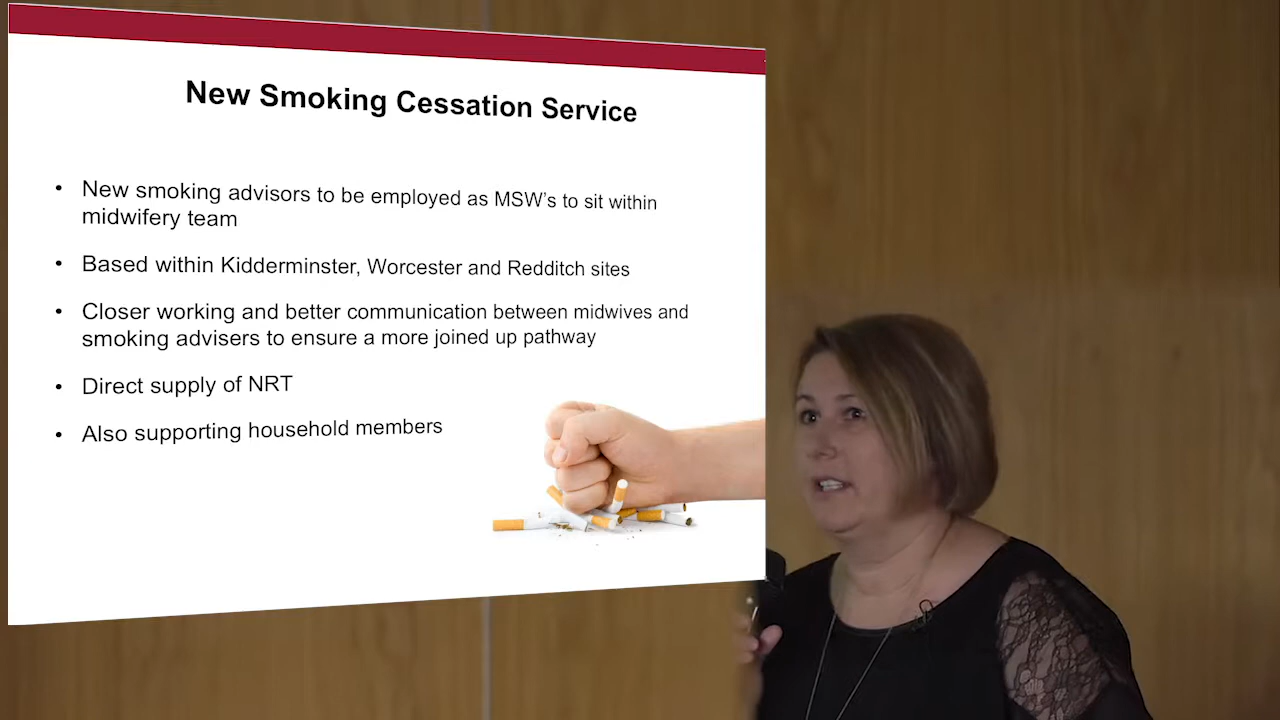 New Smoking Cessation Service
• New smoking advisors to be employed as MSW's to sit within
midwifery team
• Based within Kidderminster, Worcester and Redditch sites
• Closer working and better communication between midwives and
smoking advisers to ensure a more joined up pathway
• Direct supply of NRT
• Also supporting household members